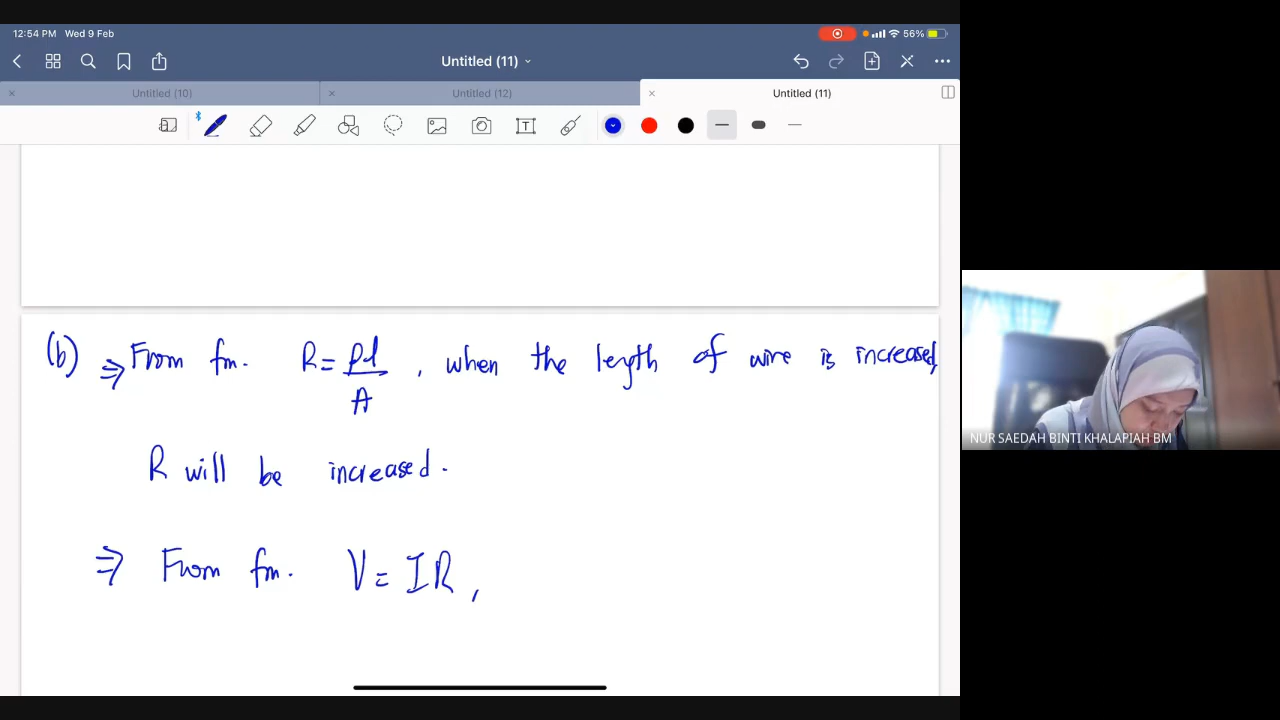 12:54 PM Wed 9 Feb
56%
Untitled (11)
Untitled (10)
Untitled (12)
Untitled (11)
T
(b) ⇒ From fm. R = ρl/A , when the length of wire is increased,
R will be increased.
⇒ From fm. V = IR ,
NUR SAEDAH BINTI KHALAPIAH BM